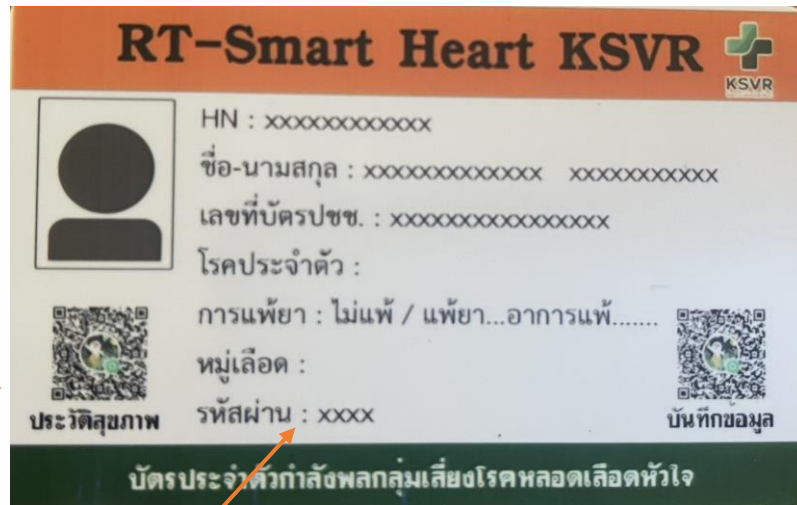 RT-Smart Heart KSVR
KSVR
HN : xxxxxxxxxxxx
ชื่อ-นามสกุล : xxxxxxxxxxxxx xxxxxxxxxxx
เลขที่บัตรปชช. : xxxxxxxxxxxxxxxx
โรคประจำตัว :
การแพ้ยา : ไม่แพ้ / แพ้ยา...อาการแพ้.......
หมู่เลือด :
รหัสผ่าน : xxxx
ประวัติสุขภาพ
บันทึกข้อมูล
บัตรประจำตัวกำลังพลกลุ่มเสี่ยงโรคหลอดเลือดหัวใจ